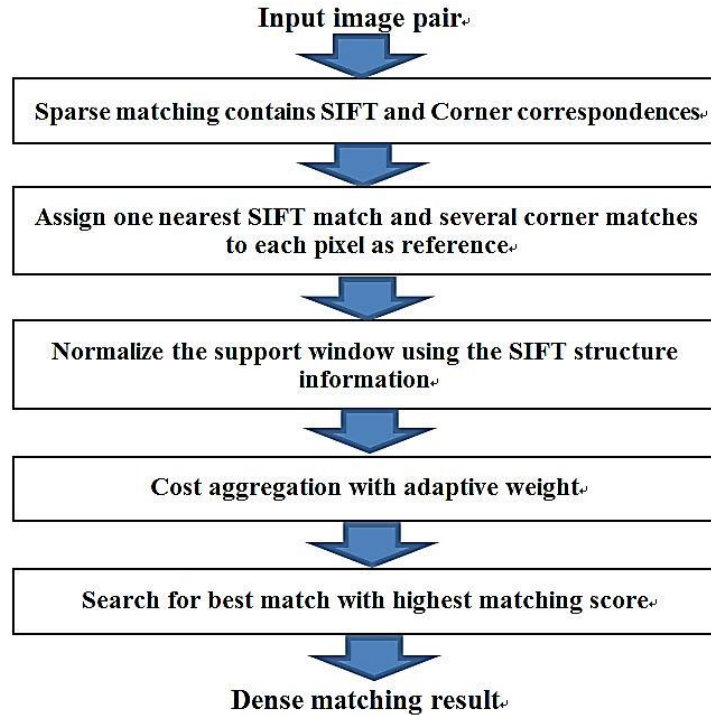 Input image pair
Sparse matching contains SIFT and Corner correspondences
Assign one nearest SIFT match and several corner matches
to each pixel as reference
Normalize the support window using the SIFT structure
information
Cost aggregation with adaptive weight
Search for best match with highest matching score
Dense matching result